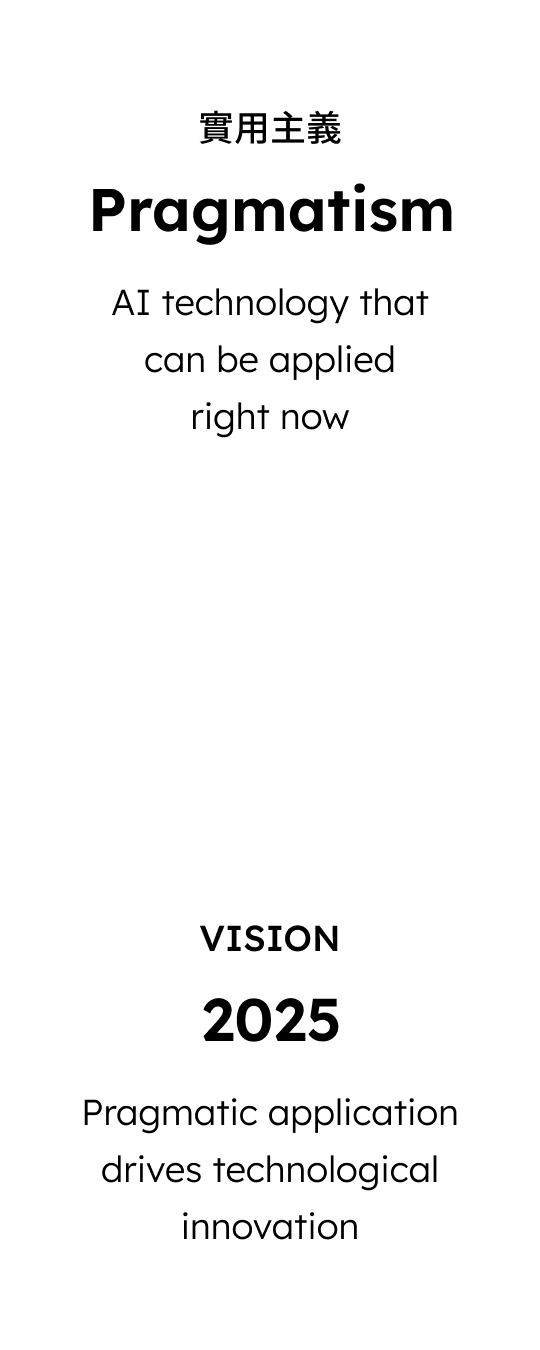 實用主義
Pragmatism
AI technology that
can be applied
right now
VISION
2025
Pragmatic application
drives technological
innovation